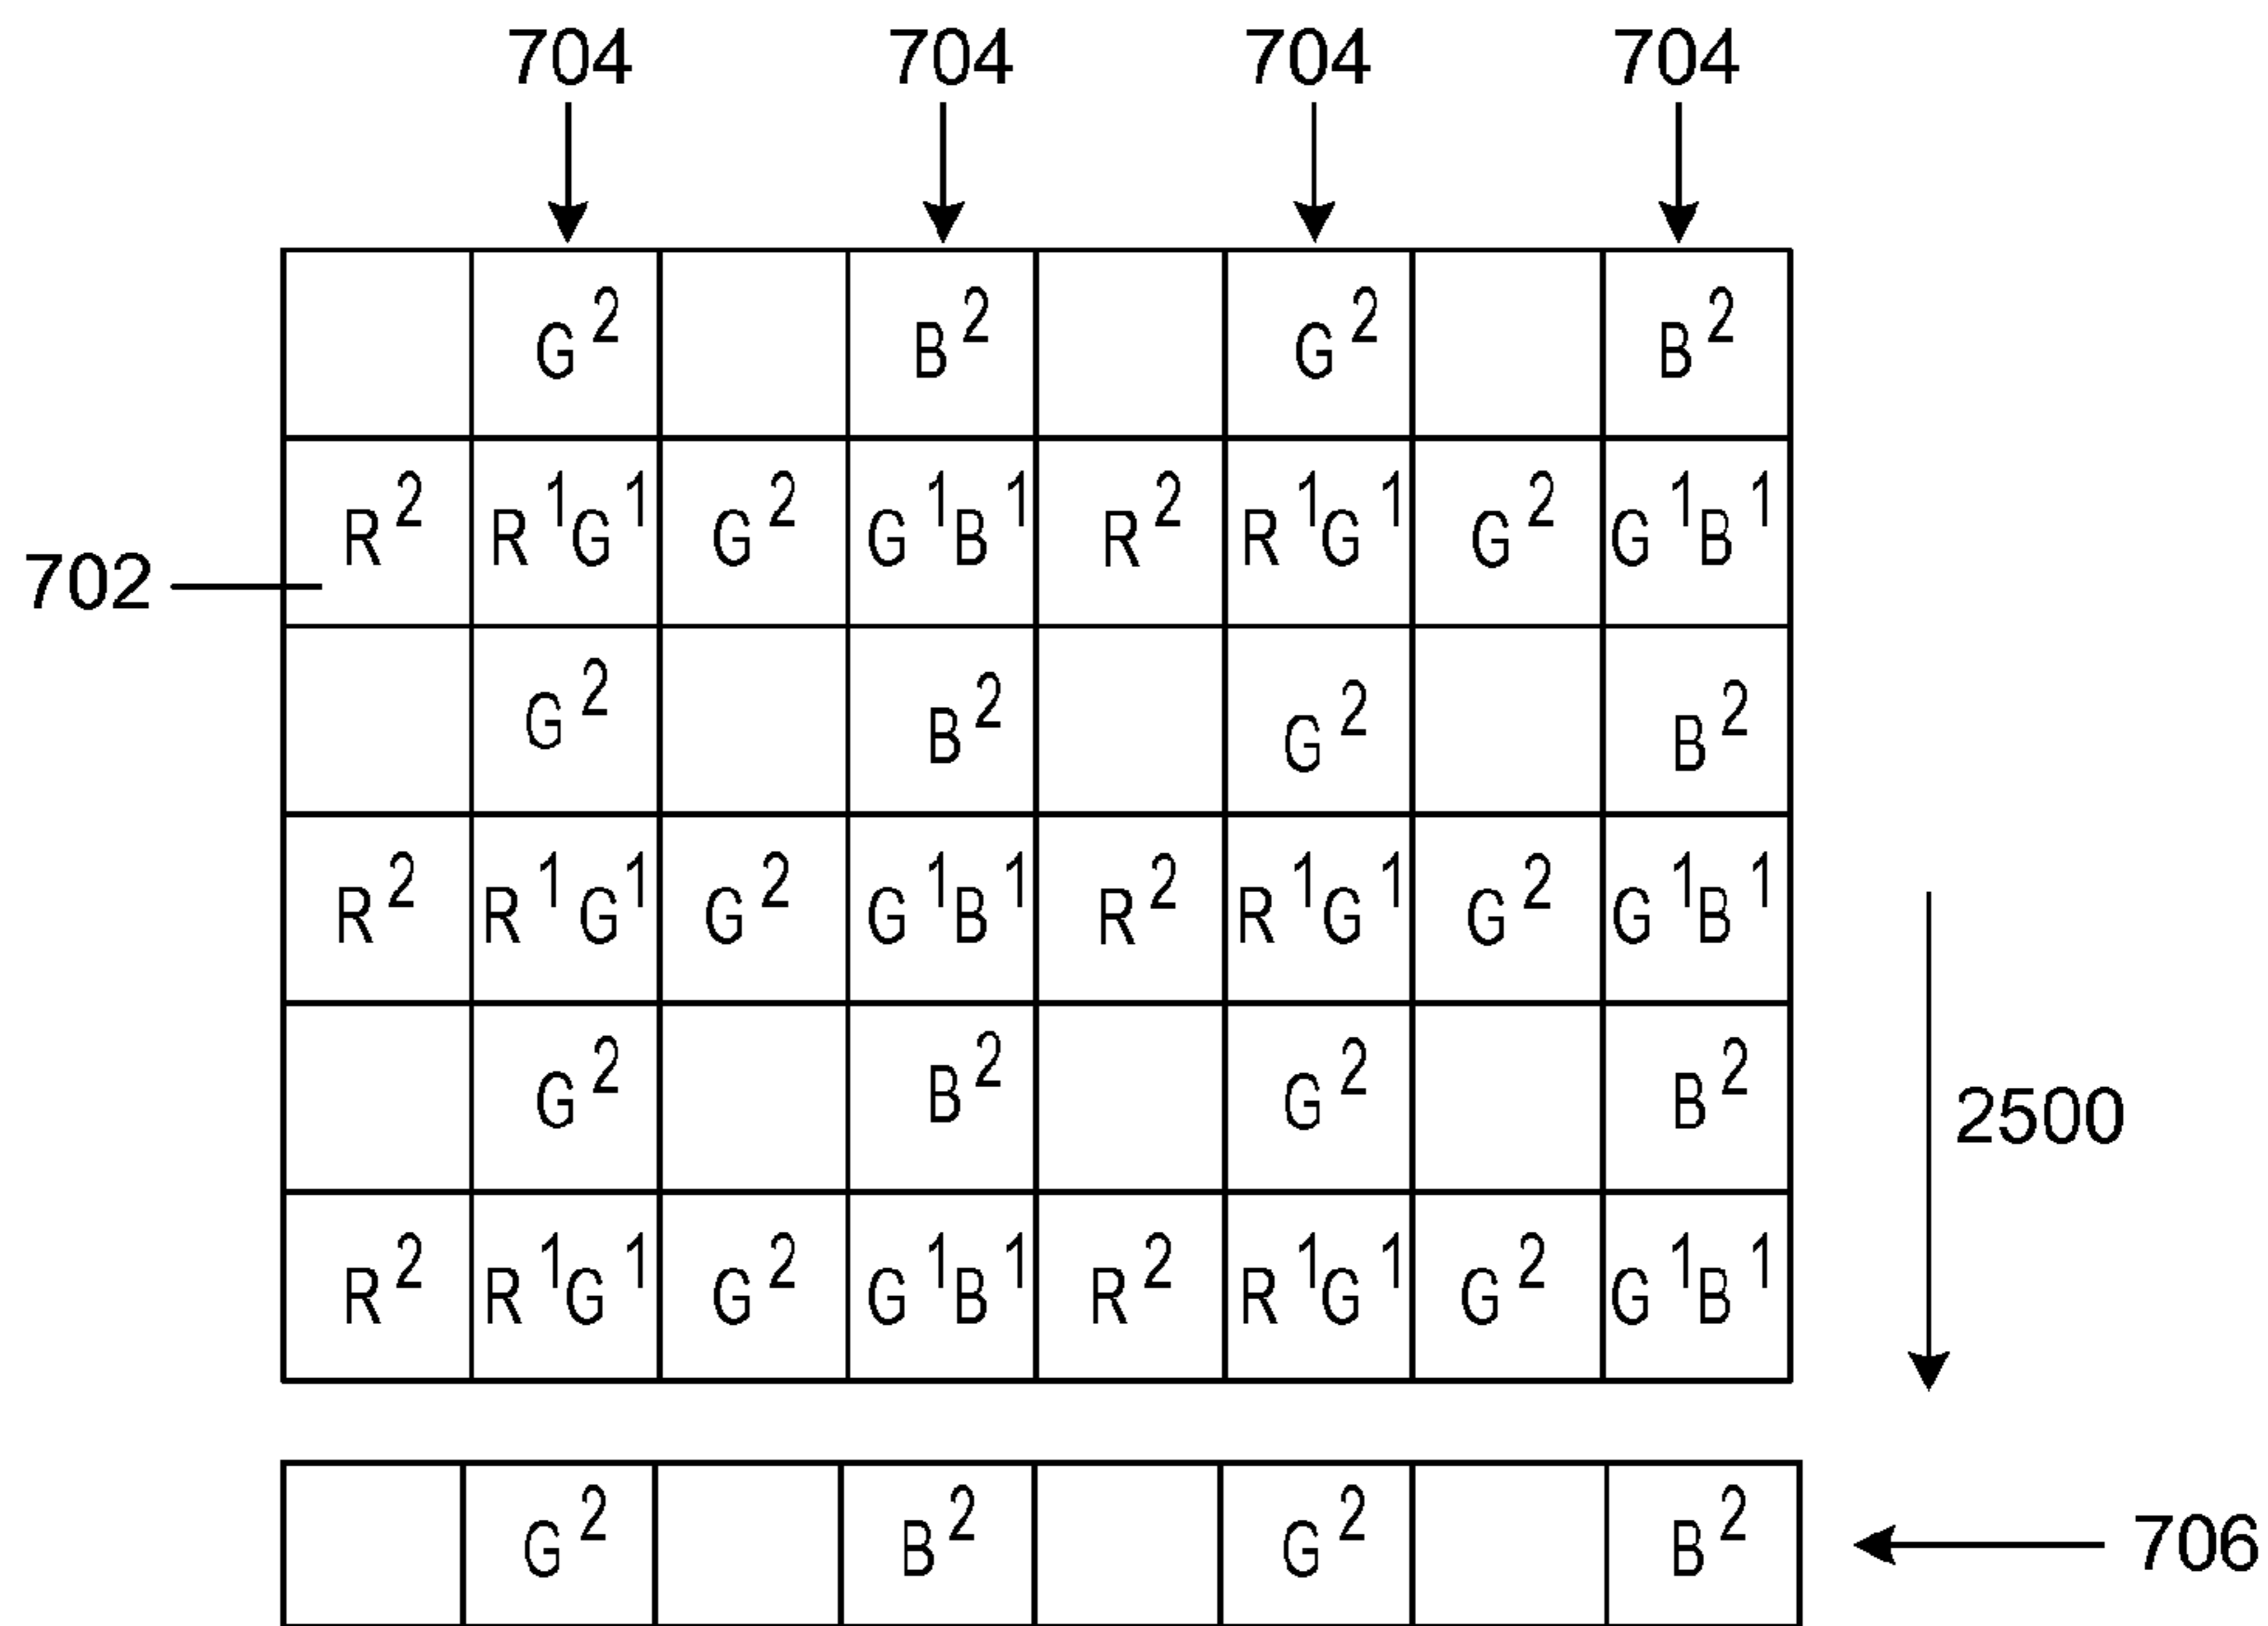 704 704 704 704
G² B² G² B²
R² R¹G¹ G² G¹B¹ R² R¹G¹ G² G¹B¹
702
G² B² G² B²
R² R¹G¹ G² G¹B¹ R² R¹G¹ G² G¹B¹
G² B² G² B²
2500
R² R¹G¹ G² G¹B¹ R² R¹G¹ G² G¹B¹
G² B² G² B²
706